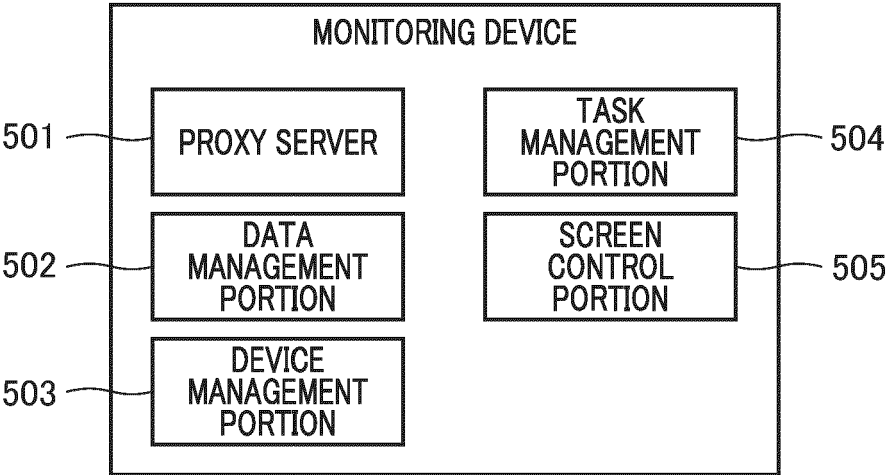 MONITORING DEVICE
501
PROXY SERVER
502
DATA
MANAGEMENT
PORTION
503
DEVICE
MANAGEMENT
PORTION
TASK
MANAGEMENT
PORTION
504
SCREEN
CONTROL
PORTION
505